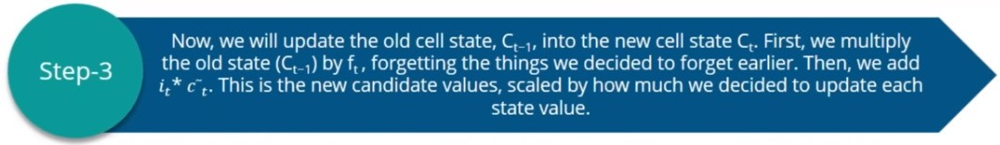 Step-3
Now, we will update the old cell state, Cₜ₋₁, into the new cell state Cₜ. First, we multiply
the old state (Cₜ₋₁) by fₜ, forgetting the things we decided to forget earlier. Then, we add
iₜ* c˜ₜ. This is the new candidate values, scaled by how much we decided to update each
state value.